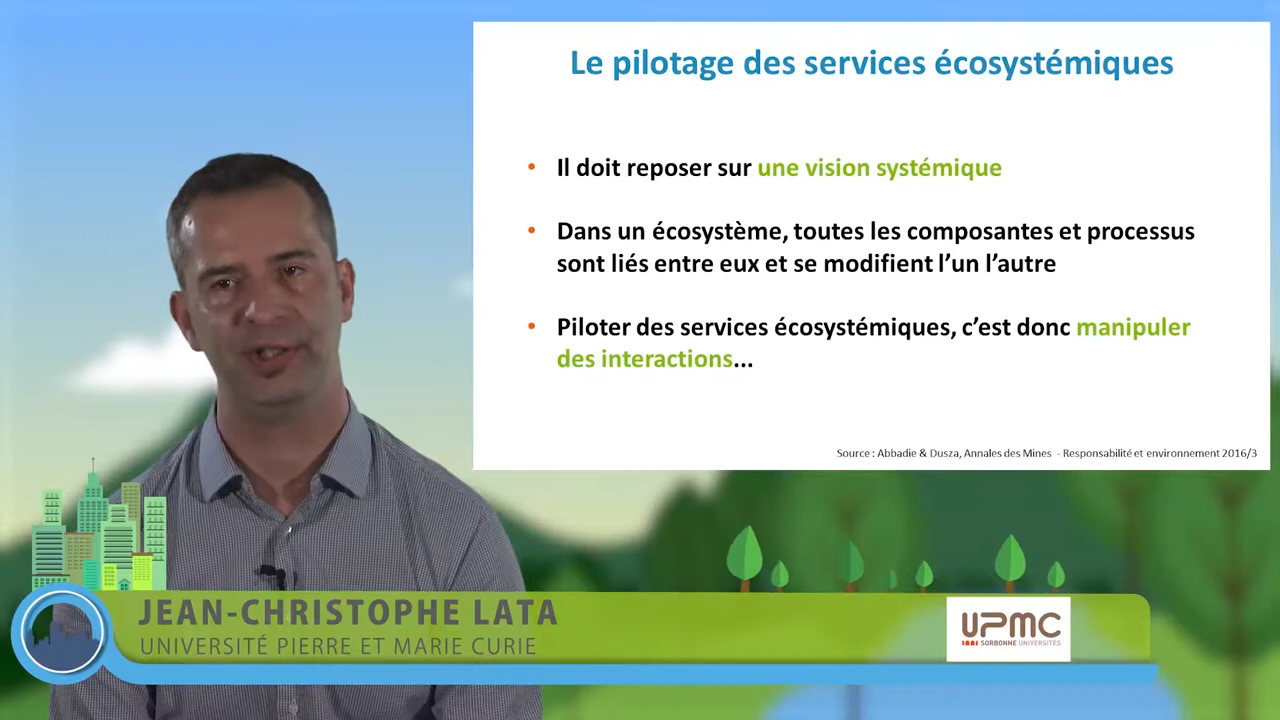 Le pilotage des services écosystémiques
• Il doit reposer sur une vision systémique
• Dans un écosystème, toutes les composantes et processus
sont liés entre eux et se modifient l’un l’autre
• Piloter des services écosystémiques, c’est donc manipuler
des interactions...
Source : Abbadie & Dusza, Annales des Mines - Responsabilité et environnement 2016/3
JEAN-CHRISTOPHE LATA
UNIVERSITÉ PIERRE ET MARIE CURIE
UPMC
SORBONNE UNIVERSITÉS